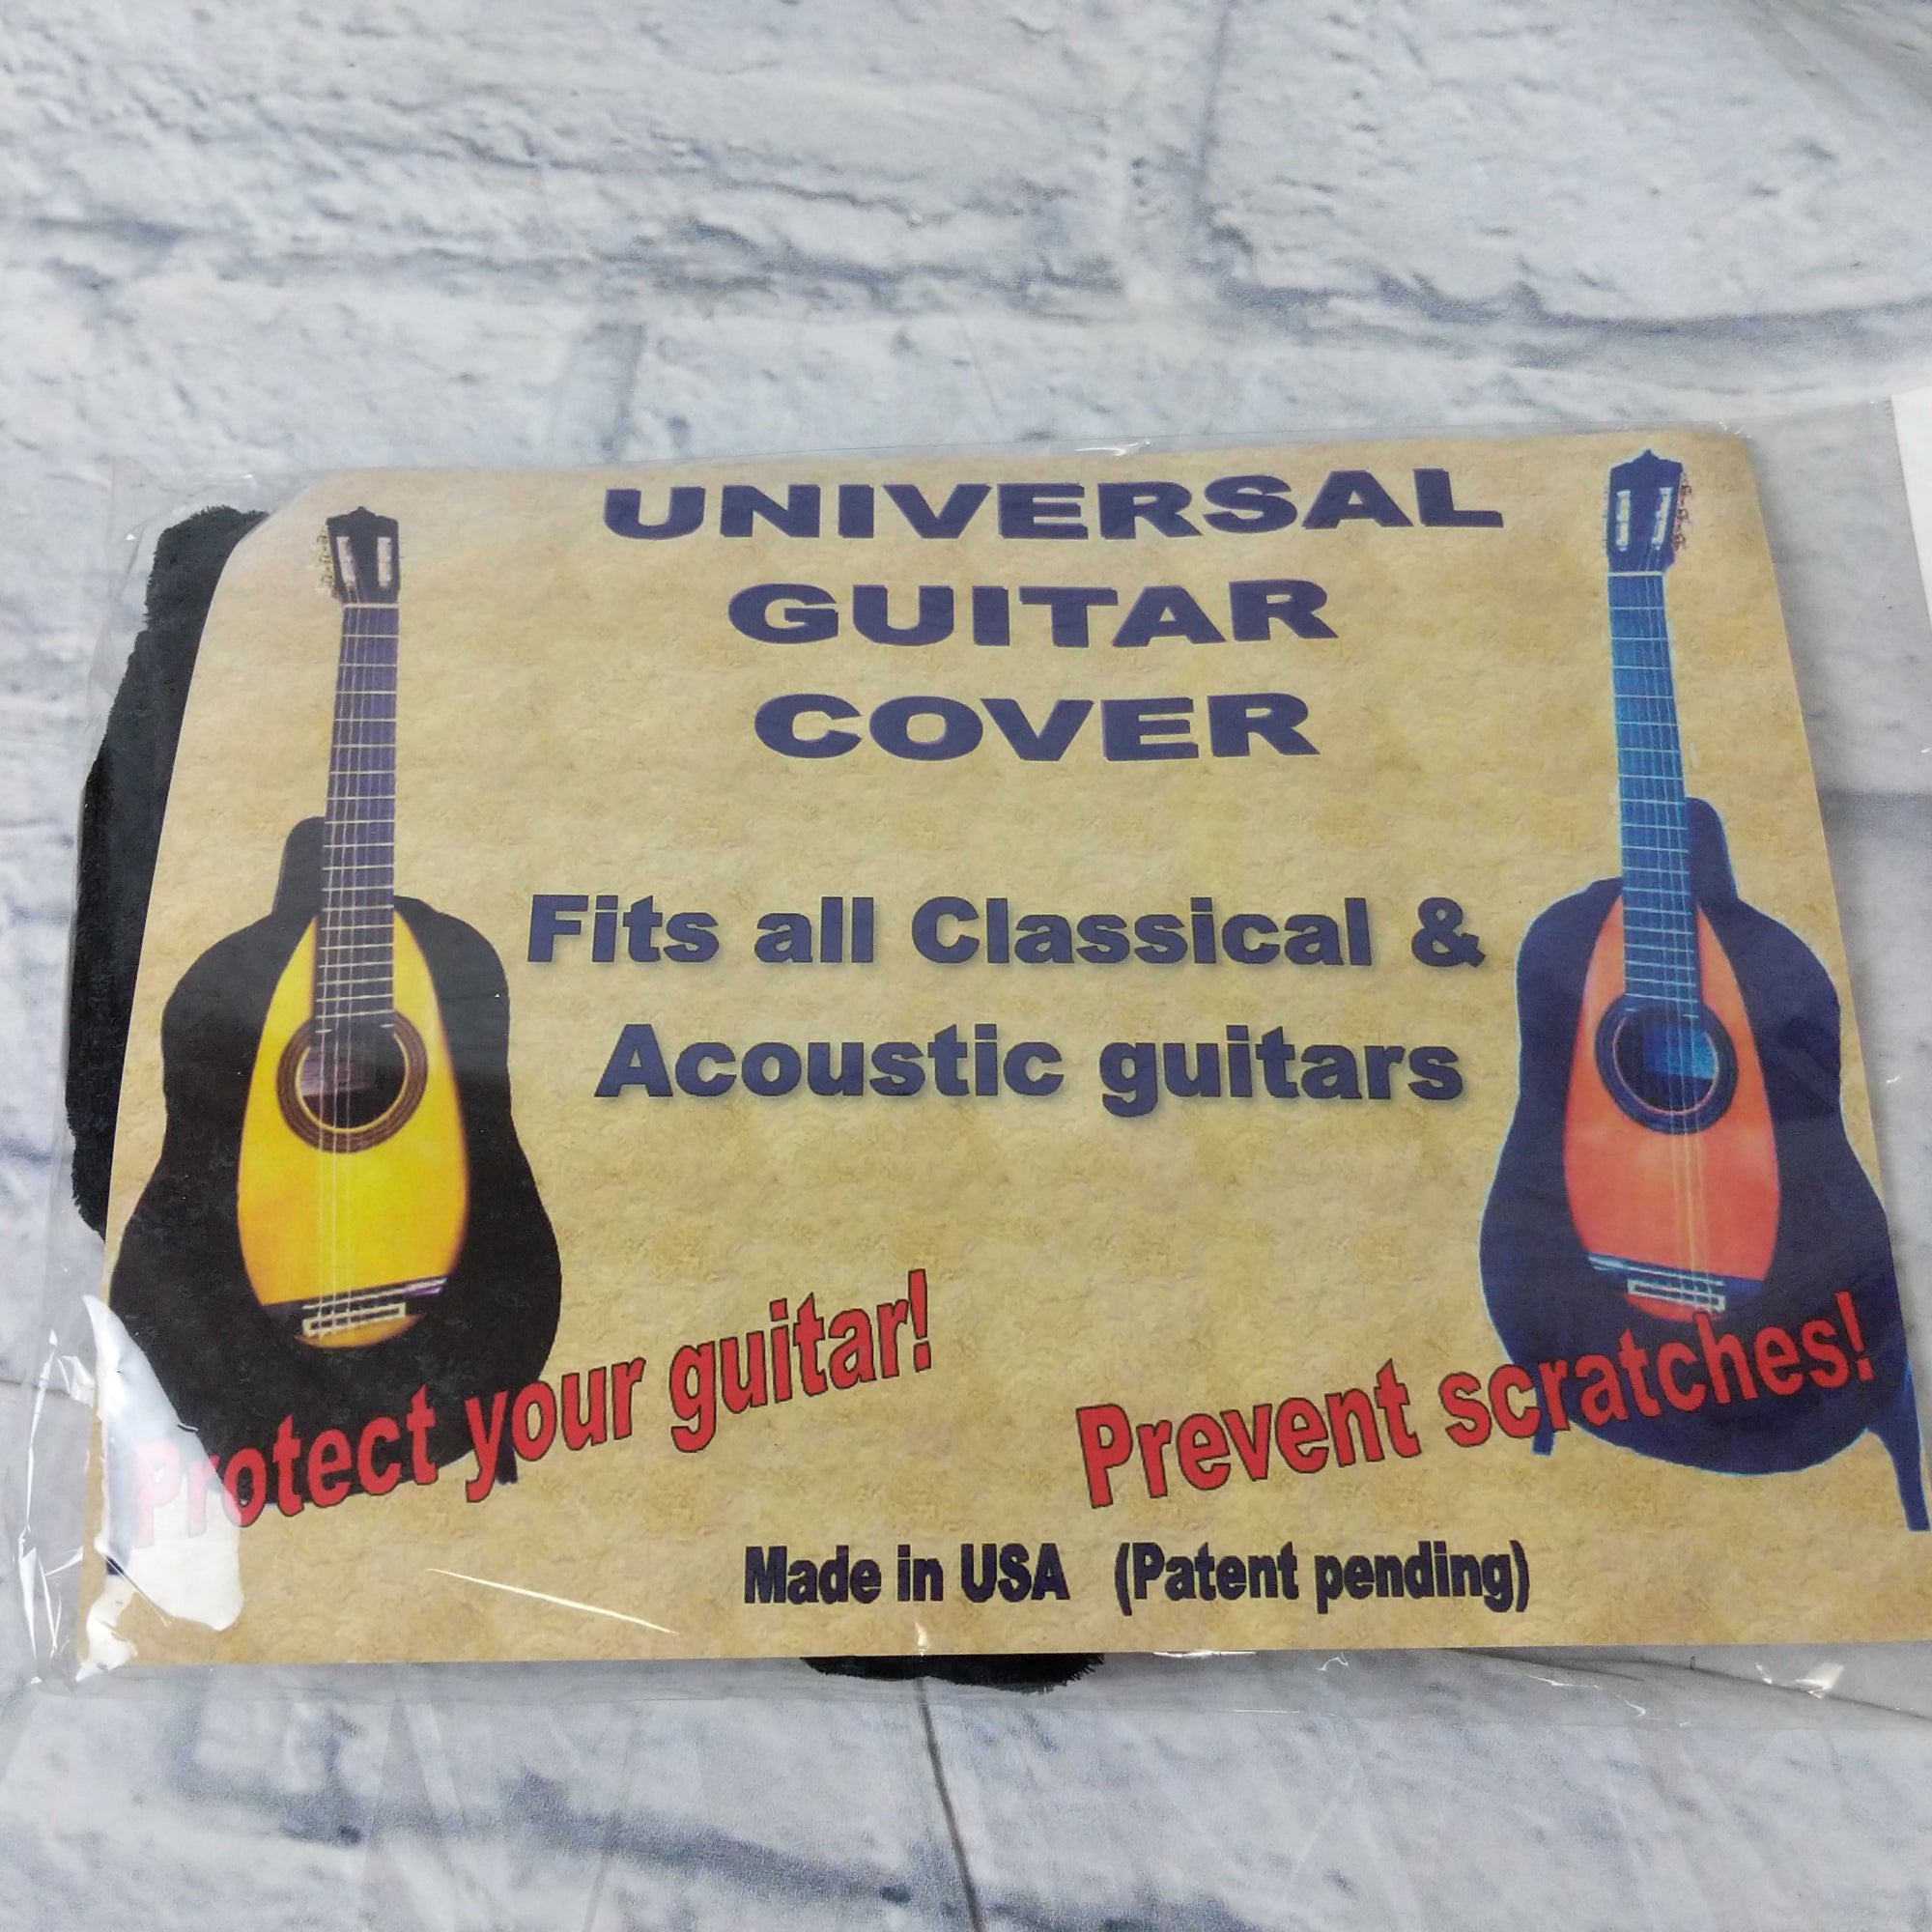 UNIVERSAL
GUITAR
COVER
Fits all Classical &
Acoustic guitars
Protect your guitar!
Prevent scratches!
Made in USA (Patent pending)